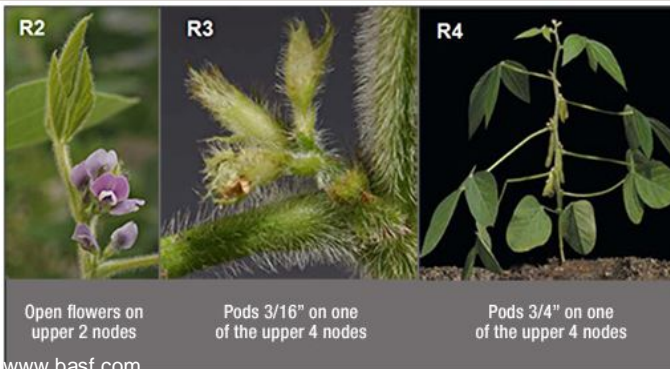 R2
R3
R4
Open flowers on
upper 2 nodes
Pods 3/16” on one
of the upper 4 nodes
Pods 3/4” on one
of the upper 4 nodes
www.basf.com